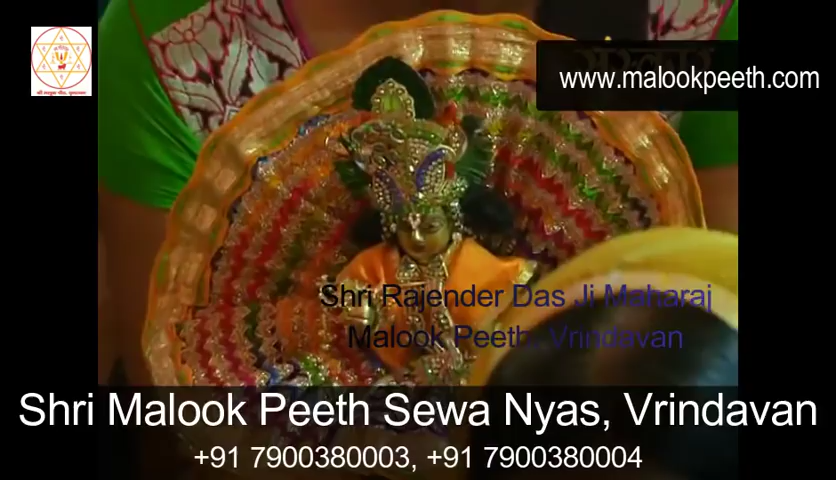 www.malookpeeth.com
Shri Rajender Das Ji Maharaj
Malook Peeth, Vrindavan
Shri Malook Peeth Sewa Nyas, Vrindavan
+91 7900380003, +91 7900380004